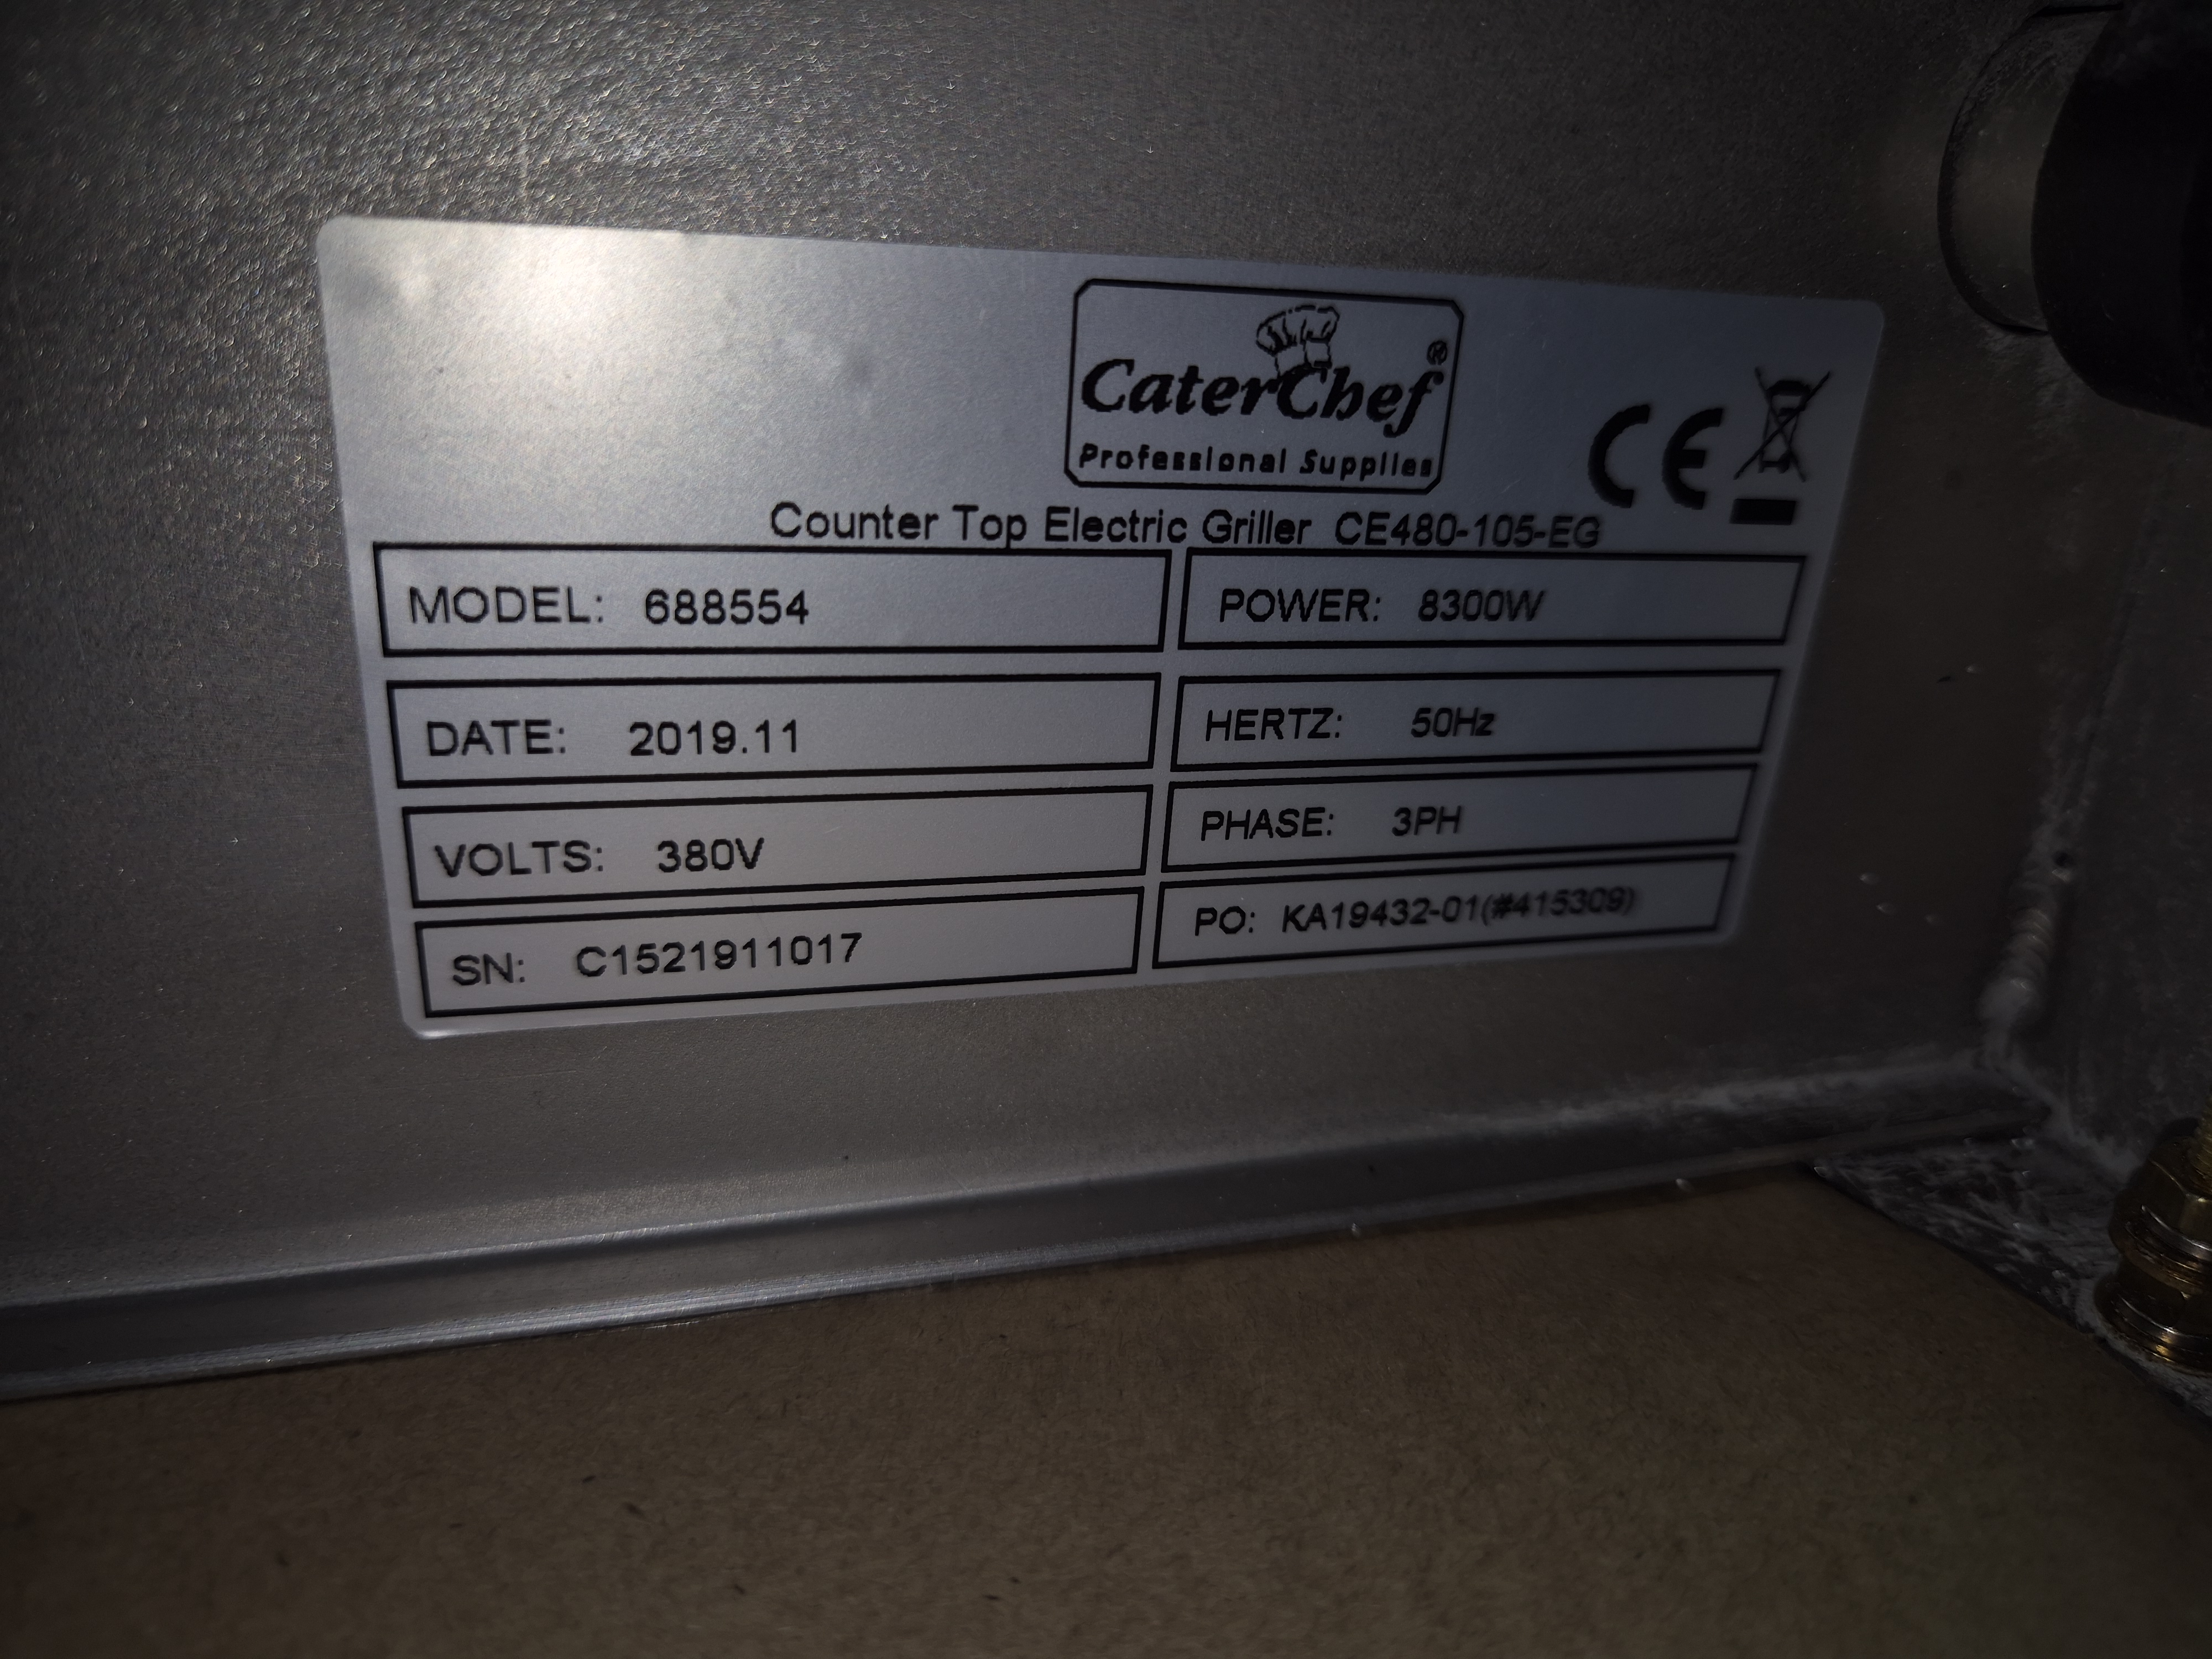 CaterChef®
Professional Supplies
CE
Counter Top Electric Griller CE480-105-EG
MODEL: 688554
POWER: 8300W
DATE: 2019.11
HERTZ: 50Hz
VOLTS: 380V
PHASE: 3PH
SN: C1521911017
PO: KA19432-01(#415309)